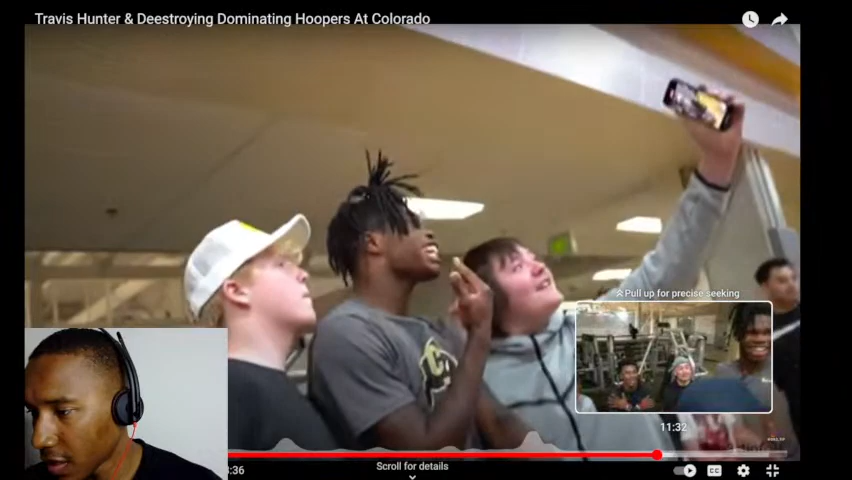 Travis Hunter & Deestroying Dominating Hoopers At Colorado
Pull up for precise seeking
11:32
3:36
Scroll for details
CC